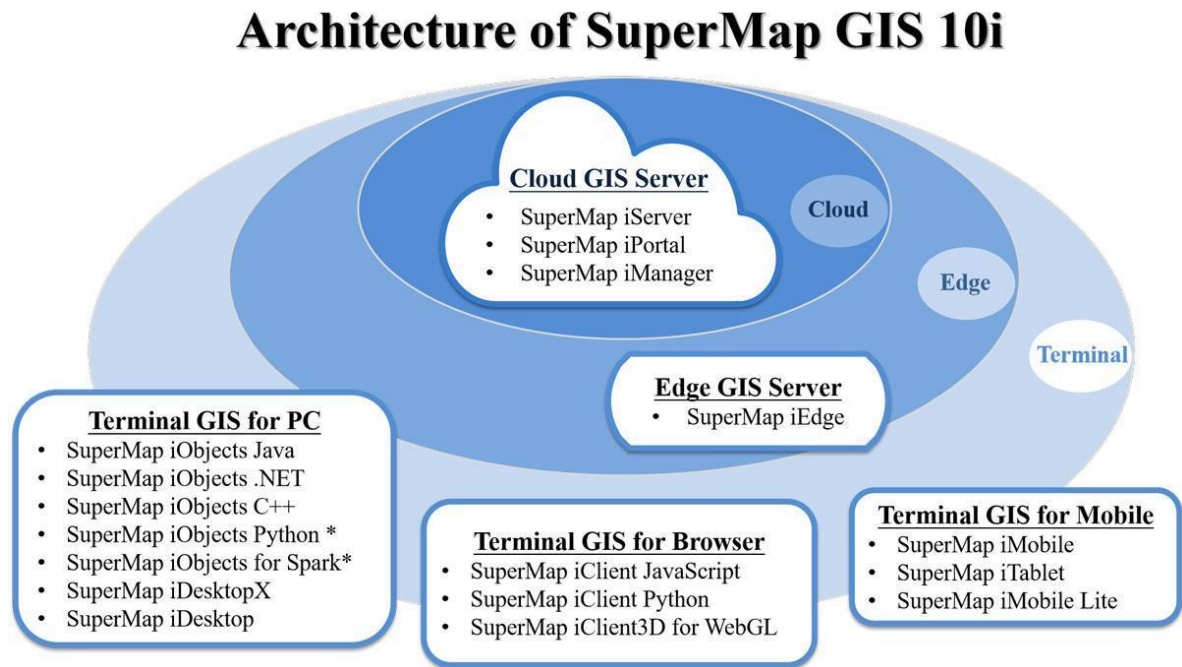 Architecture of SuperMap GIS 10i
Cloud GIS Server
• SuperMap iServer
• SuperMap iPortal
• SuperMap iManager
Cloud
Edge
Terminal
Edge GIS Server
• SuperMap iEdge
Terminal GIS for PC
• SuperMap iObjects Java
• SuperMap iObjects .NET
• SuperMap iObjects C++
• SuperMap iObjects Python *
• SuperMap iObjects for Spark*
• SuperMap iDesktopX
• SuperMap iDesktop
Terminal GIS for Browser
• SuperMap iClient JavaScript
• SuperMap iClient Python
• SuperMap iClient3D for WebGL
Terminal GIS for Mobile
• SuperMap iMobile
• SuperMap iTablet
• SuperMap iMobile Lite